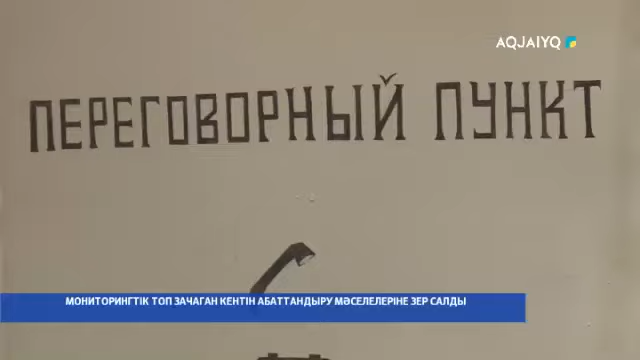 AQJAIYQ
ПЕРЕГОВОРНЫЙ ПУНКТ
МОНИТОРИНГТІК ТОП ЗАЧАГАН КЕНТІН АБАТТАНДЫРУ МӘСЕЛЕЛЕРІНЕ ЗЕР САЛДЫ